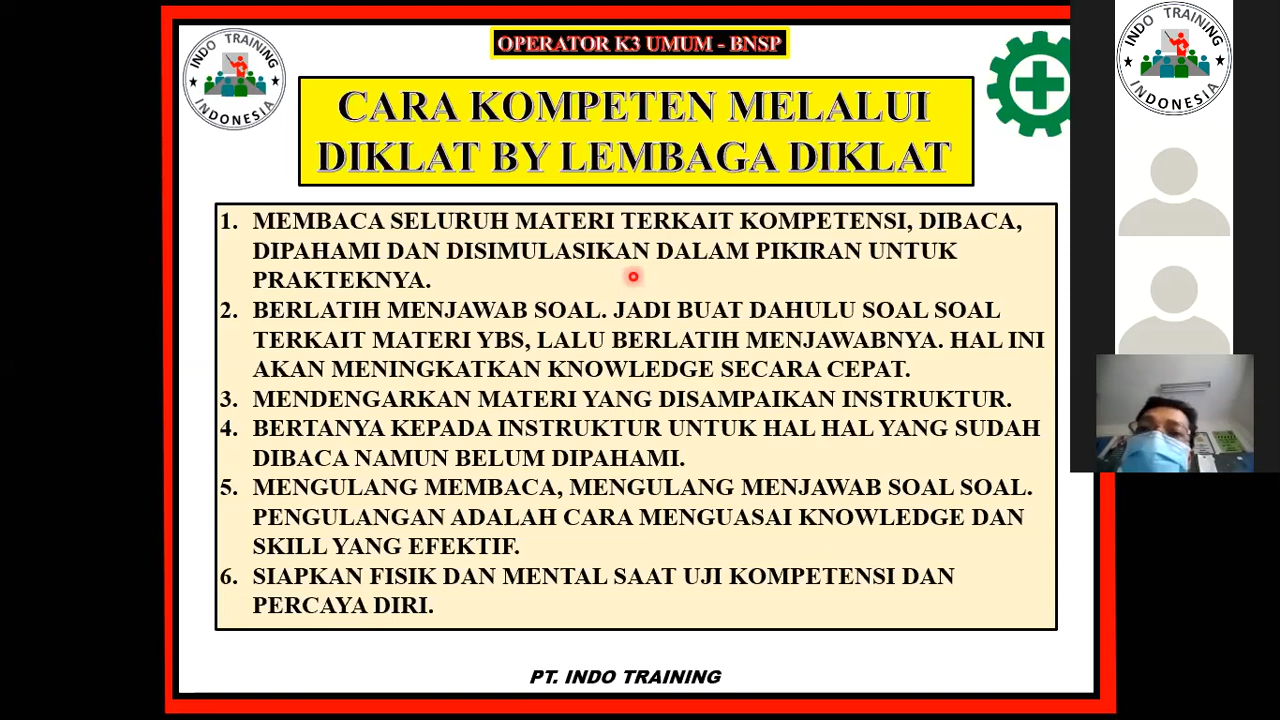 OPERATOR K3 UMUM - BNSP
INDO TRAINING
INDONESIA
CARA KOMPETEN MELALUI
DIKLAT BY LEMBAGA DIKLAT
1. MEMBACA SELURUH MATERI TERKAIT KOMPETENSI, DIBACA,
DIPAHAMI DAN DISIMULASIKAN DALAM PIKIRAN UNTUK
PRAKTEKNYA.
2. BERLATIH MENJAWAB SOAL. JADI BUAT DAHULU SOAL SOAL
TERKAIT MATERI YBS, LALU BERLATIH MENJAWABNYA. HAL INI
AKAN MENINGKATKAN KNOWLEDGE SECARA CEPAT.
3. MENDENGARKAN MATERI YANG DISAMPAIKAN INSTRUKTUR.
4. BERTANYA KEPADA INSTRUKTUR UNTUK HAL HAL YANG SUDAH
DIBACA NAMUN BELUM DIPAHAMI.
5. MENGULANG MEMBACA, MENGULANG MENJAWAB SOAL SOAL.
PENGULANGAN ADALAH CARA MENGUASAI KNOWLEDGE DAN
SKILL YANG EFEKTIF.
6. SIAPKAN FISIK DAN MENTAL SAAT UJI KOMPETENSI DAN
PERCAYA DIRI.
PT. INDO TRAINING
INDO TRAINING
INDONESIA